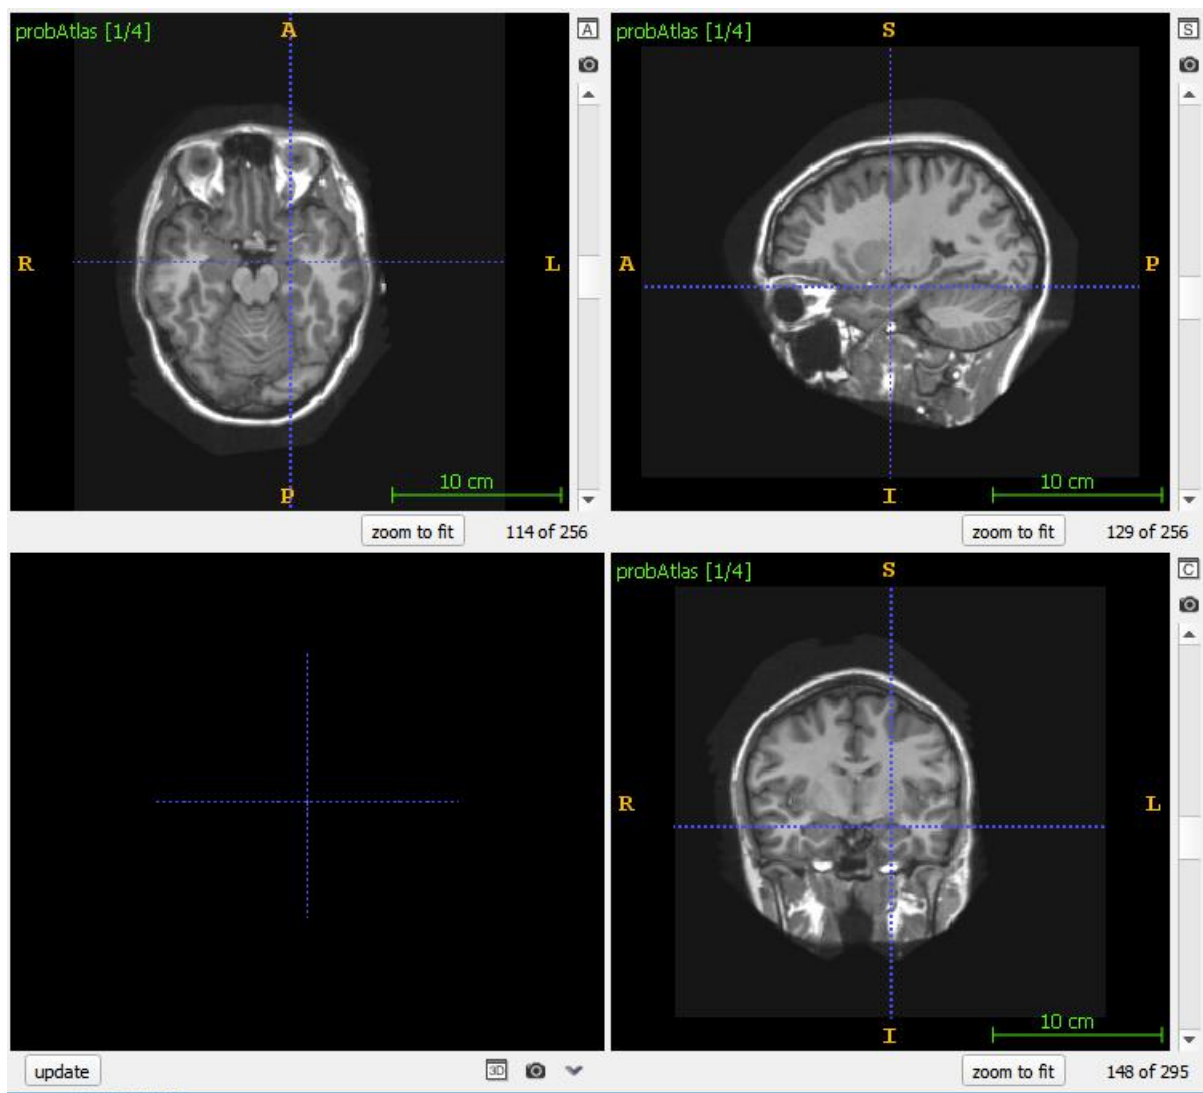 probAtlas [1/4]
A
A
R
L
10 cm
P
zoom to fit
114 of 256
probAtlas [1/4]
S
S
A
P
10 cm
I
zoom to fit
129 of 256
update
3D
probAtlas [1/4]
S
C
R
L
10 cm
I
zoom to fit
148 of 295